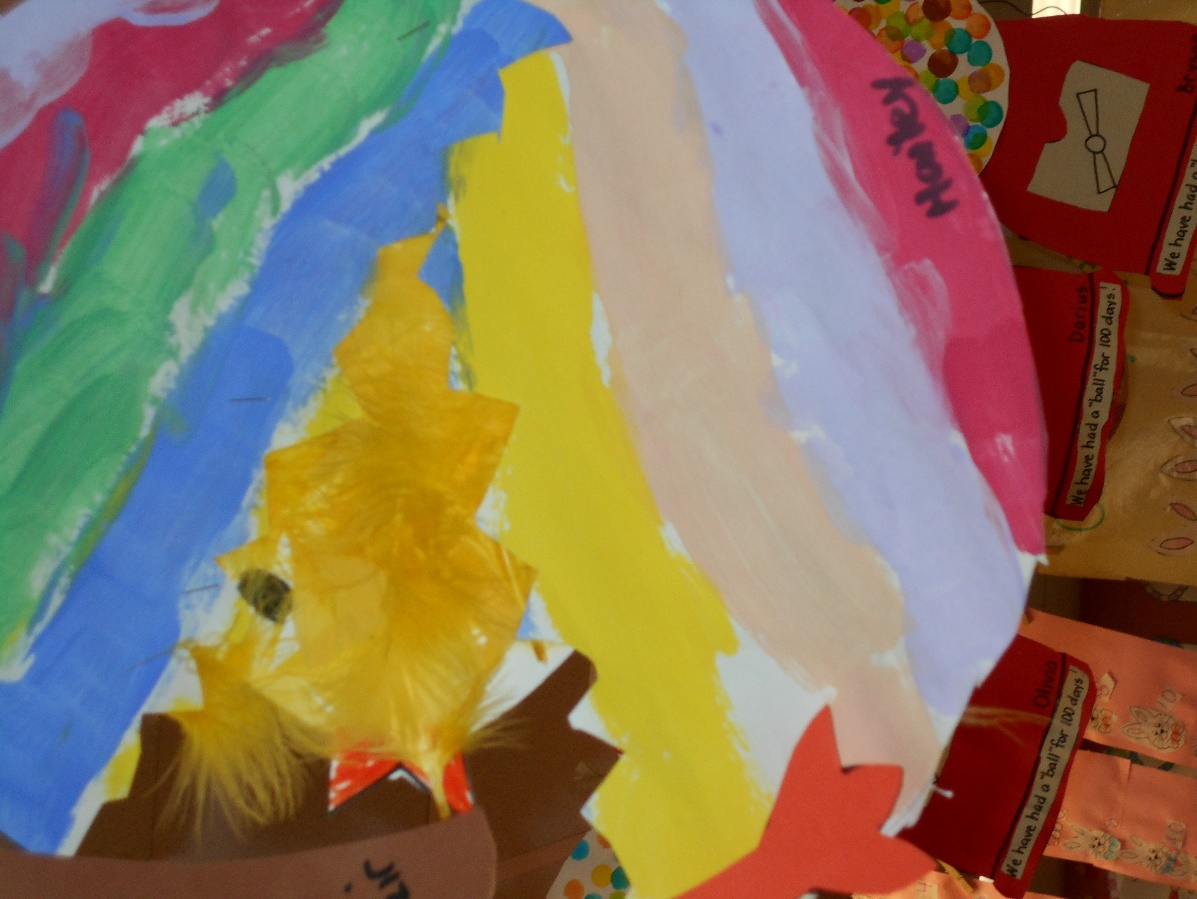 Harley
We have had a "
Darius
We have had a "ball" for 100 days!
Olivia
We have had a "ball" for 100 days!